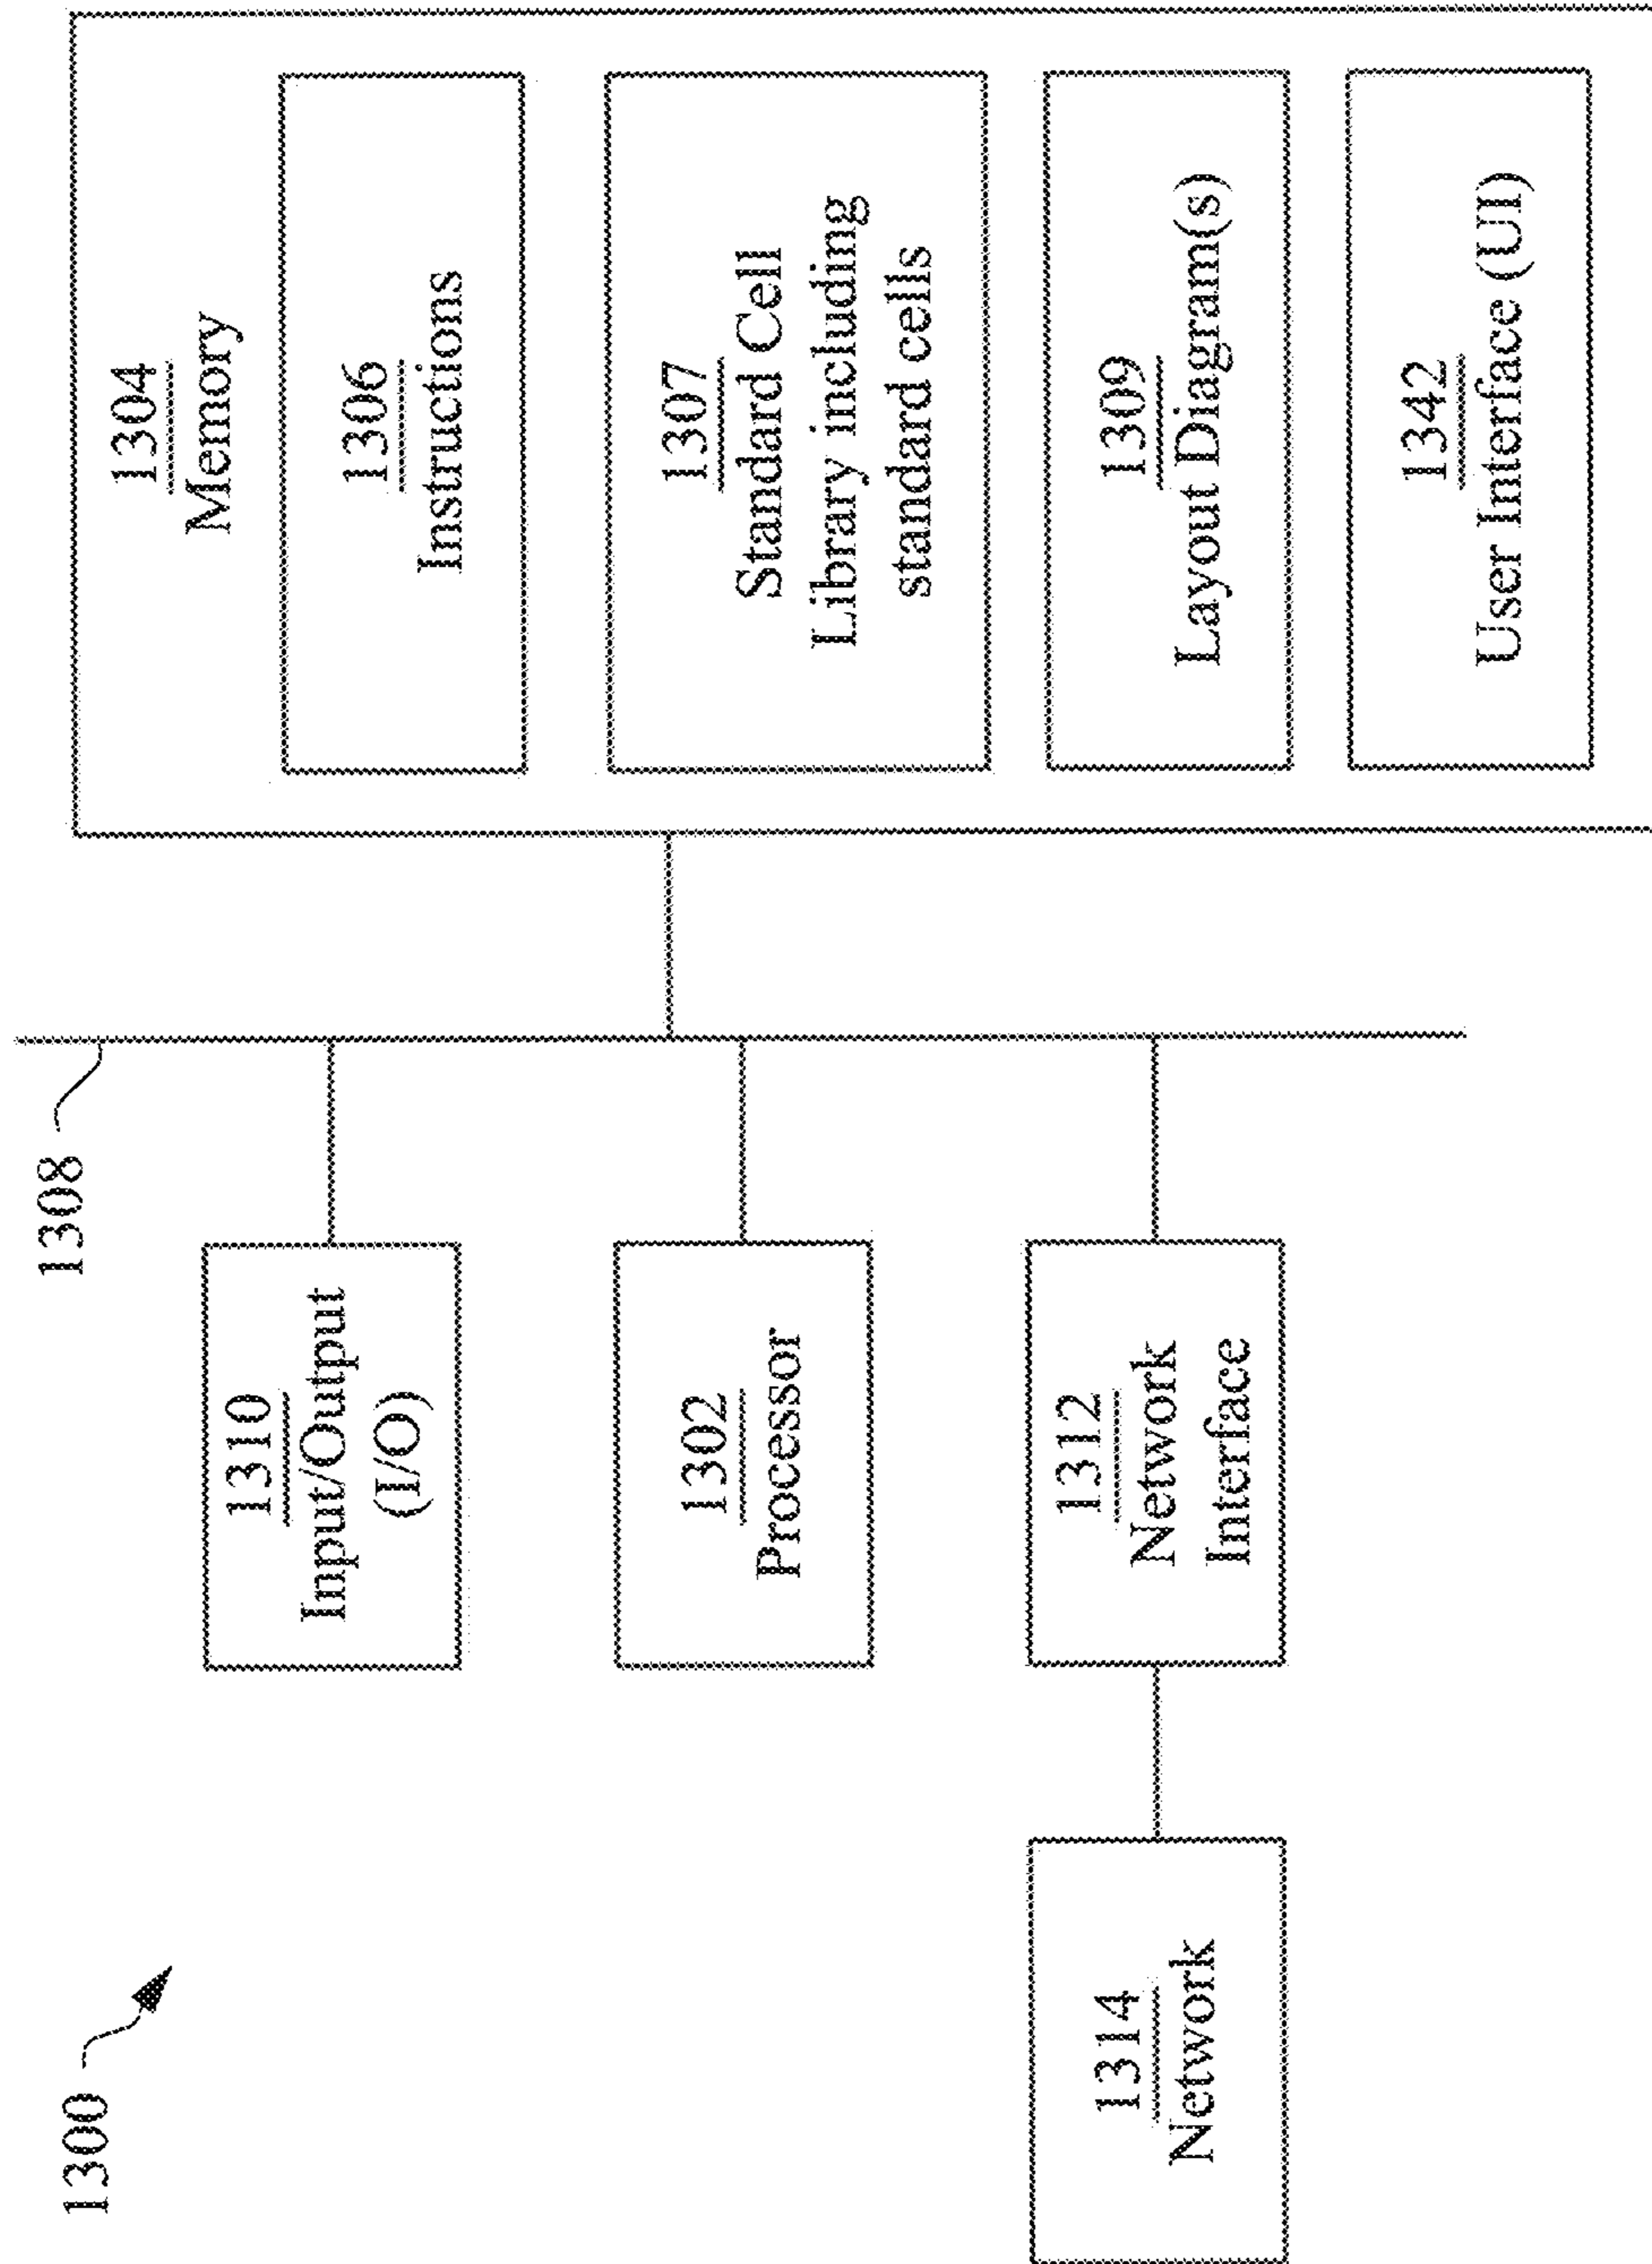 1300
1308
1310
Input/Output
(I/O)
1302
Processor
1312
Network
Interface
1314
Network
1304
Memory
1306
Instructions
1307
Standard Cell
Library including
standard cells
1309
Layout Diagram(s)
1342
User Interface (UI)